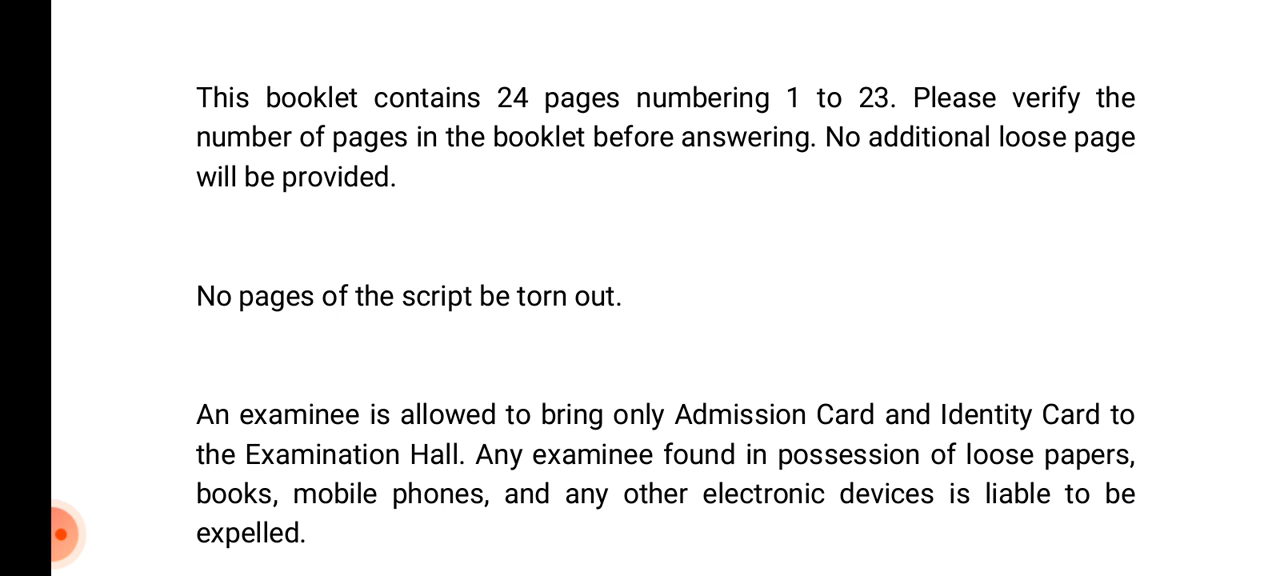 This booklet contains 24 pages numbering 1 to 23. Please verify the
number of pages in the booklet before answering. No additional loose page
will be provided.
No pages of the script be torn out.
An examinee is allowed to bring only Admission Card and Identity Card to
the Examination Hall. Any examinee found in possession of loose papers,
books, mobile phones, and any other electronic devices is liable to be
expelled.